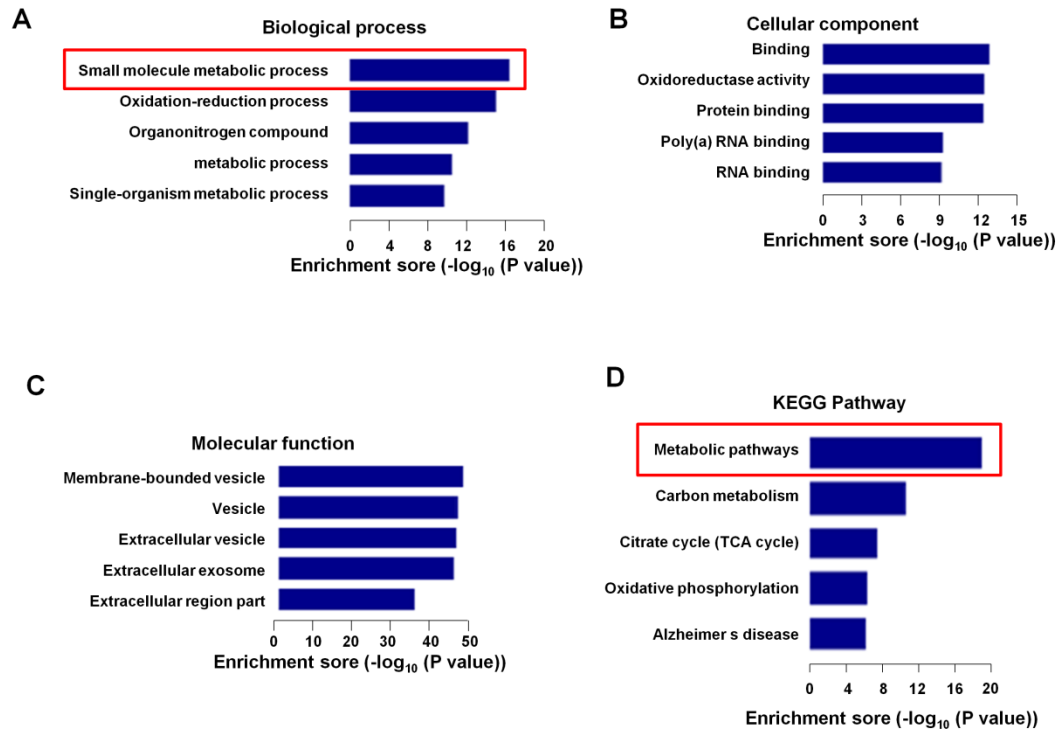 A
Biological process
Small molecule metabolic process
Oxidation-reduction process
Organonitrogen compound
metabolic process
Single-organism metabolic process
0 4 8 12 16 20
Enrichment sore (-log₁₀ (P value))
B
Cellular component
Binding
Oxidoreductase activity
Protein binding
Poly(a) RNA binding
RNA binding
0 3 6 9 12 15
Enrichment sore (-log₁₀ (P value))
C
Molecular function
Membrane-bounded vesicle
Vesicle
Extracellular vesicle
Extracellular exosome
Extracellular region part
0 10 20 30 40 50
Enrichment sore (-log₁₀ (P value))
D
KEGG Pathway
Metabolic pathways
Carbon metabolism
Citrate cycle (TCA cycle)
Oxidative phosphorylation
Alzheimer s disease
0 4 8 12 16 20
Enrichment sore (-log₁₀ (P value))